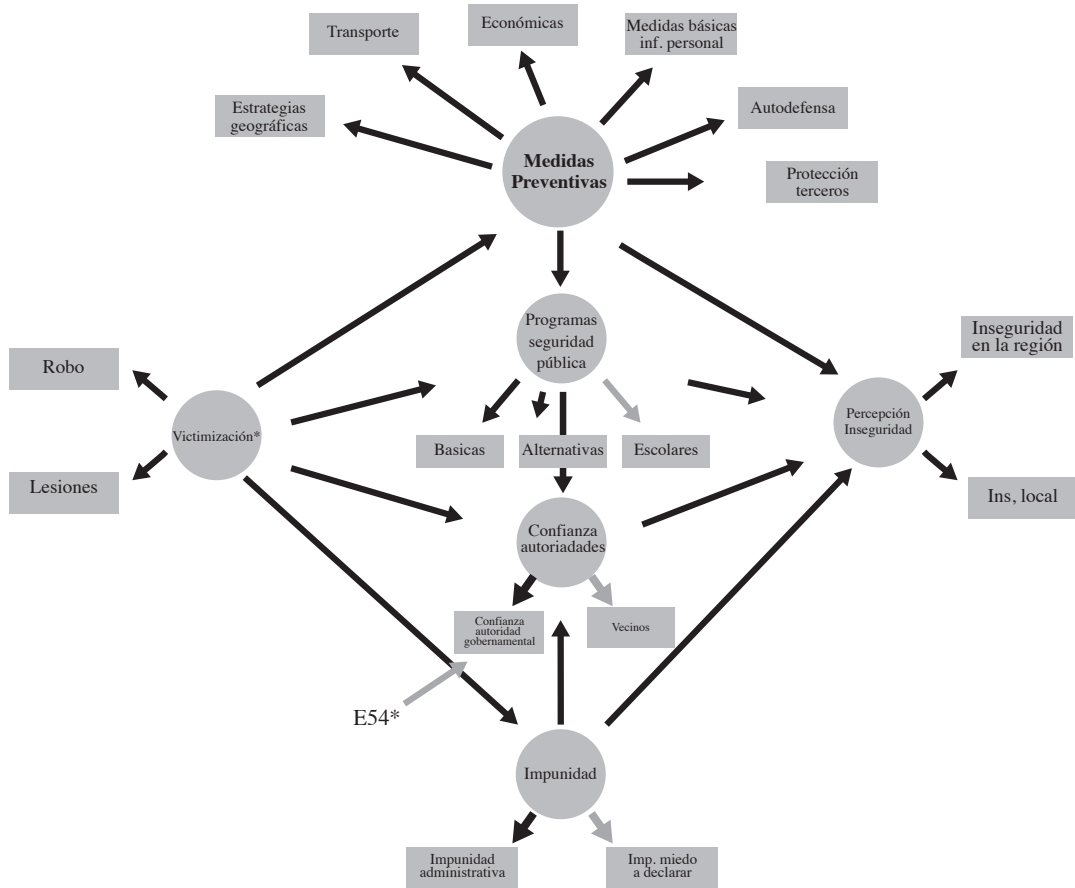 Económicas
Transporte
Medidas básicas
inf. personal
Estrategias
geográficas
Autodefensa
Medidas
Preventivas
Protección
terceros
Programas
seguridad
pública
Inseguridad
en la región
Robo
Percepción
Inseguridad
Victimización*
Basicas
Alternativas
Escolares
Lesiones
Ins, local
Confianza
autoriadades
Confianza
autoridad
gobernamental
Vecinos
E54*
Impunidad
Impunidad
administrativa
Imp. miedo
a declarar